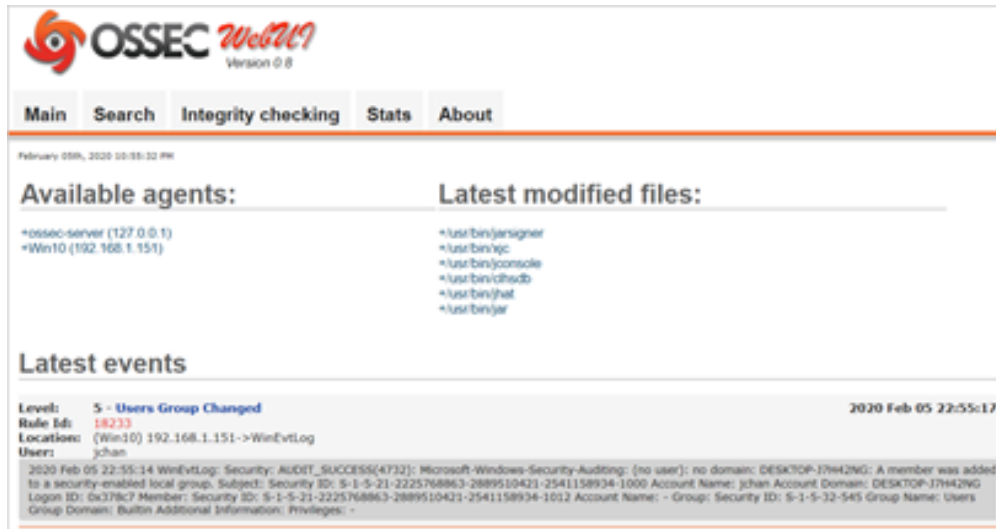 OSSEC WebUI
Version 0.8
Main Search Integrity checking Stats About
February 05th, 2020 10:55:32 PM
Available agents: Latest modified files:
+ossec-server (127.0.0.1) +/usr/bin/jarsigner
+Win10 (192.168.1.151) +/usr/bin/xjc
+/usr/bin/jconsole
+/usr/bin/clhsdb
+/usr/bin/jhat
+/usr/bin/jar
Latest events
Level: 5 - Users Group Changed 2020 Feb 05 22:55:17
Rule Id: 18233
Location: (Win10) 192.168.1.151->WinEvtLog
User: jchan
2020 Feb 05 22:55:14 WinEvtLog: Security: AUDIT_SUCCESS(4732): Microsoft-Windows-Security-Auditing: (no user): no domain: DESKTOP-J7H42NG: A member was added
to a security-enabled local group. Subject: Security ID: S-1-5-21-2225768863-2889510421-2541158934-1000 Account Name: jchan Account Domain: DESKTOP-J7H42NG
Logon ID: 0x378c7 Member: Security ID: S-1-5-21-2225768863-2889510421-2541158934-1012 Account Name: - Group: Security ID: S-1-5-32-545 Group Name: Users
Group Domain: Builtin Additional Information: Privileges: -